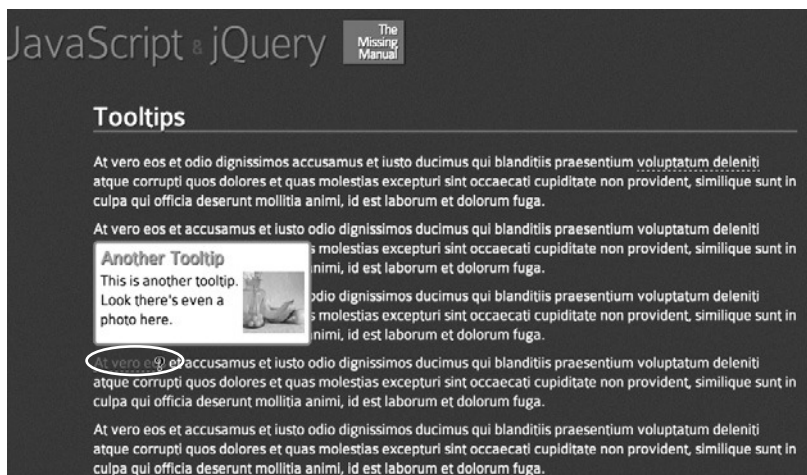 JavaScript & jQuery
The
Missing
Manual
Tooltips
At vero eos et odio dignissimos accusamus et iusto ducimus qui blanditiis praesentium voluptatum deleniti
atque corrupti quos dolores et quas molestias excepturi sint occaecati cupiditate non provident, similique sunt in
culpa qui officia deserunt mollitia animi, id est laborum et dolorum fuga.
At vero eos et accusamus et iusto odio dignissimos ducimus qui blanditiis praesentium voluptatum deleniti
molestias excepturi sint occaecati cupiditate non provident, similique sunt in
id est laborum et dolorum fuga.
Another Tooltip
This is another tooltip.
Look there's even a
photo here.
odio dignissimos ducimus qui blanditiis praesentium voluptatum deleniti
molestias excepturi sint occaecati cupiditate non provident, similique sunt in
id est laborum et dolorum fuga.
At vero eos et accusamus et iusto odio dignissimos ducimus qui blanditiis praesentium voluptatum deleniti
atque corrupti quos dolores et quas molestias excepturi sint occaecati cupiditate non provident, similique sunt in
culpa qui officia deserunt mollitia animi, id est laborum et dolorum fuga.
At vero eos et accusamus et iusto odio dignissimos ducimus qui blanditiis praesentium voluptatum deleniti
atque corrupti quos dolores et quas molestias excepturi sint occaecati cupiditate non provident, similique sunt in
culpa qui officia deserunt mollitia animi, id est laborum et dolorum fuga.